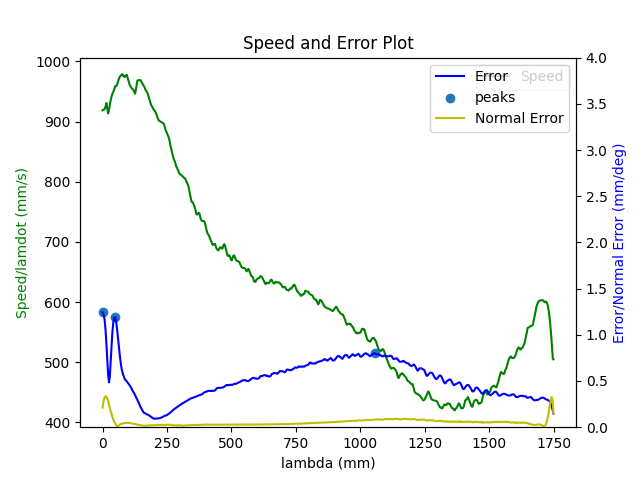 Speed and Error Plot
Error
Speed
peaks
Normal Error
Speed/lamdot (mm/s)
1000
900
800
700
600
500
400
4.0
3.5
3.0
2.5
2.0
1.5
1.0
0.5
0.0
Error/Normal Error (mm/deg)
0 250 500 750 1000 1250 1500 1750
lambda (mm)